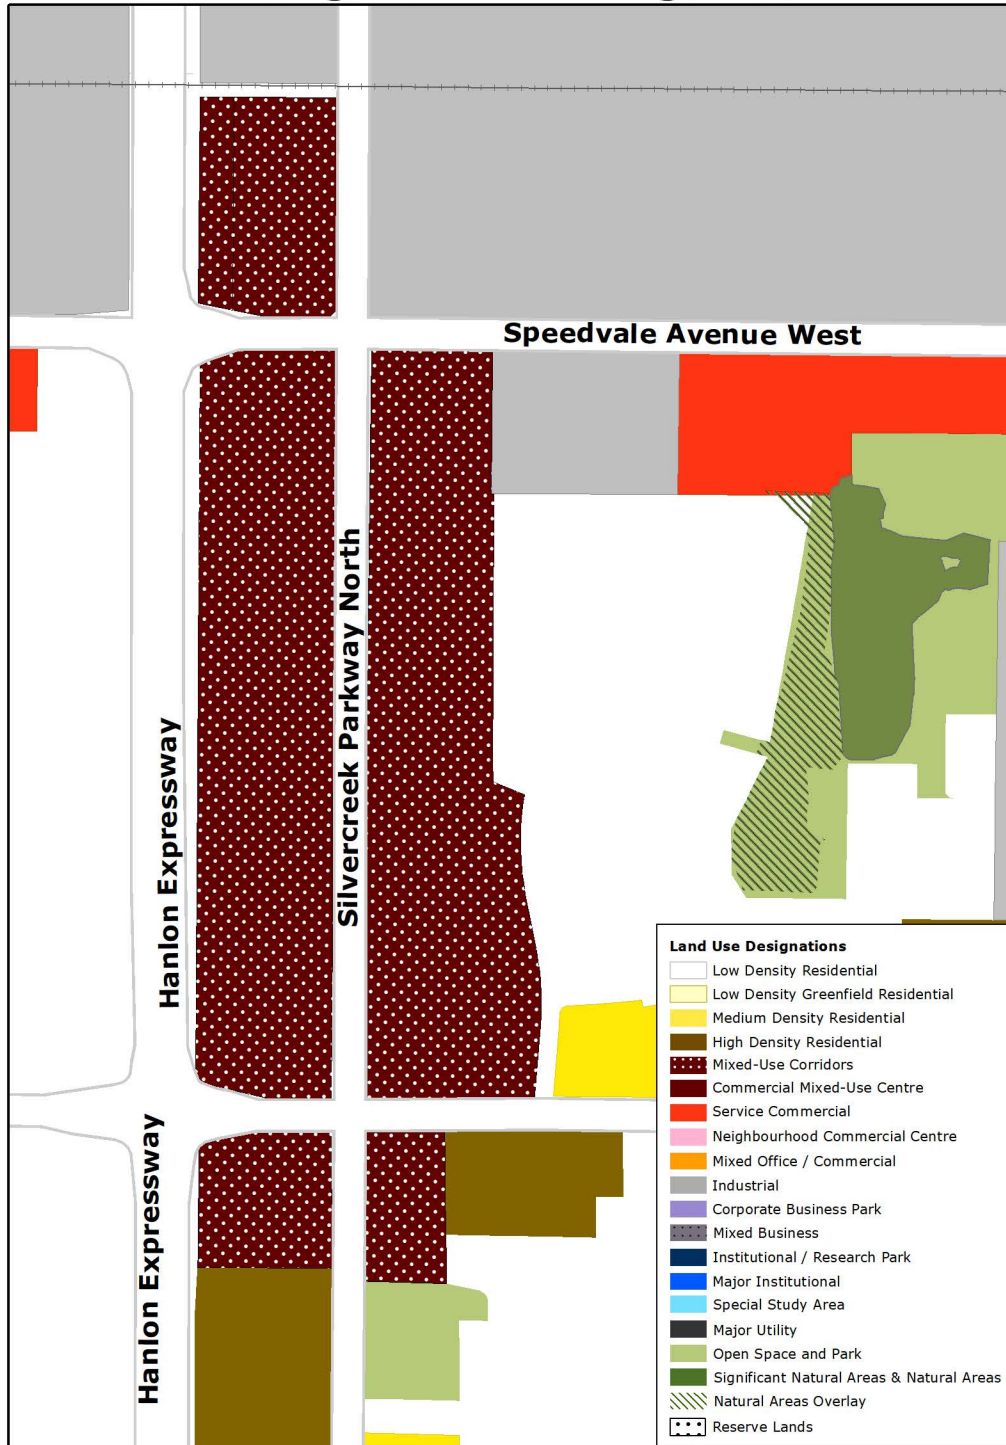 Speedvale Avenue West
Silvercreek Parkway North
Hanlon Expressway
Hanlon Expressway
Land Use Designations
Low Density Residential
Low Density Greenfield Residential
Medium Density Residential
High Density Residential
Mixed-Use Corridors
Commercial Mixed-Use Centre
Service Commercial
Neighbourhood Commercial Centre
Mixed Office / Commercial
Industrial
Corporate Business Park
Mixed Business
Institutional / Research Park
Major Institutional
Special Study Area
Major Utility
Open Space and Park
Significant Natural Areas & Natural Areas
Natural Areas Overlay
Reserve Lands